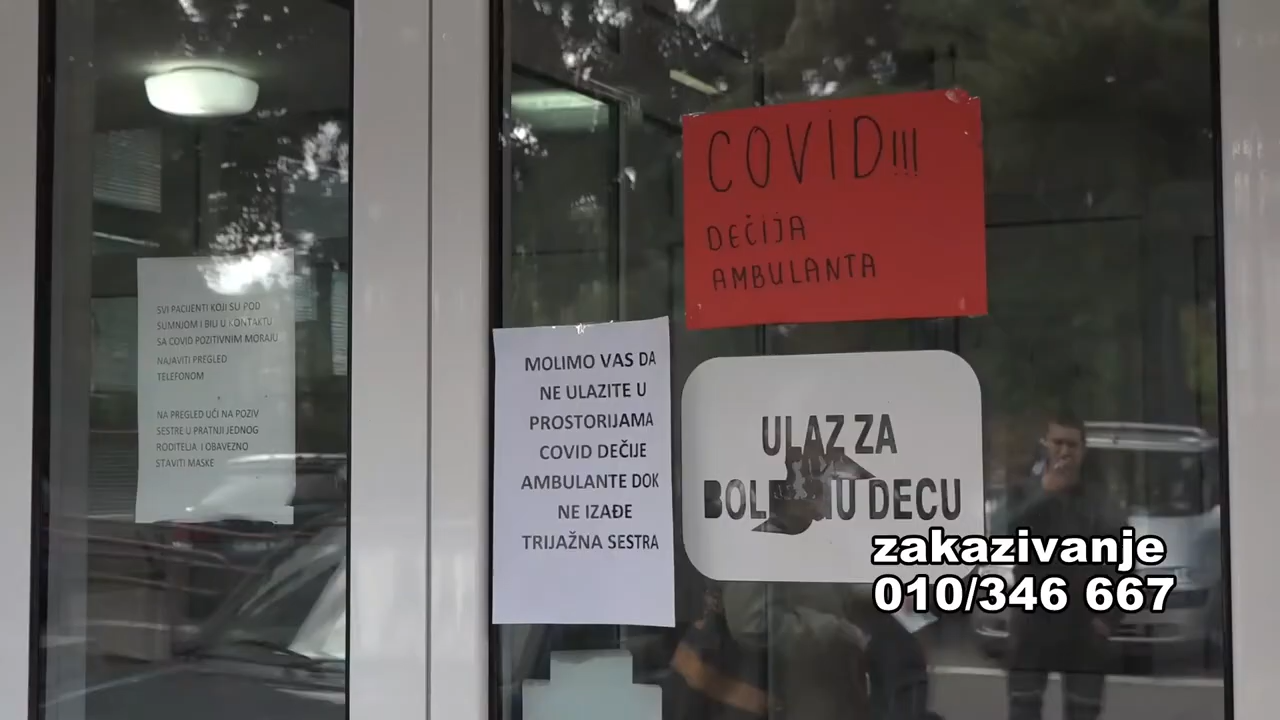 SVI PACIJENTI KOJI SU POD
SUMNJOM I BILI U KONTAKTU
SA COVID POZITIVNIM MORAJU
NAJAVITI PREGLED
TELEFONOM
NA PREGLED UĆI NA POZIV
SESTRE U PRATNJI JEDNOG
RODITELJA I OBAVEZNO
STAVITI MASKE
MOLIMO VAS DA
NE ULAZITE U
PROSTORIJAMA
COVID DEČIJE
AMBULANTE DOK
NE IZAĐE
TRIJAŽNA SESTRA
COVID!!!
DEČIJA
AMBULANTA
ULAZ ZA
DECU
zakazivanje
010/346 667